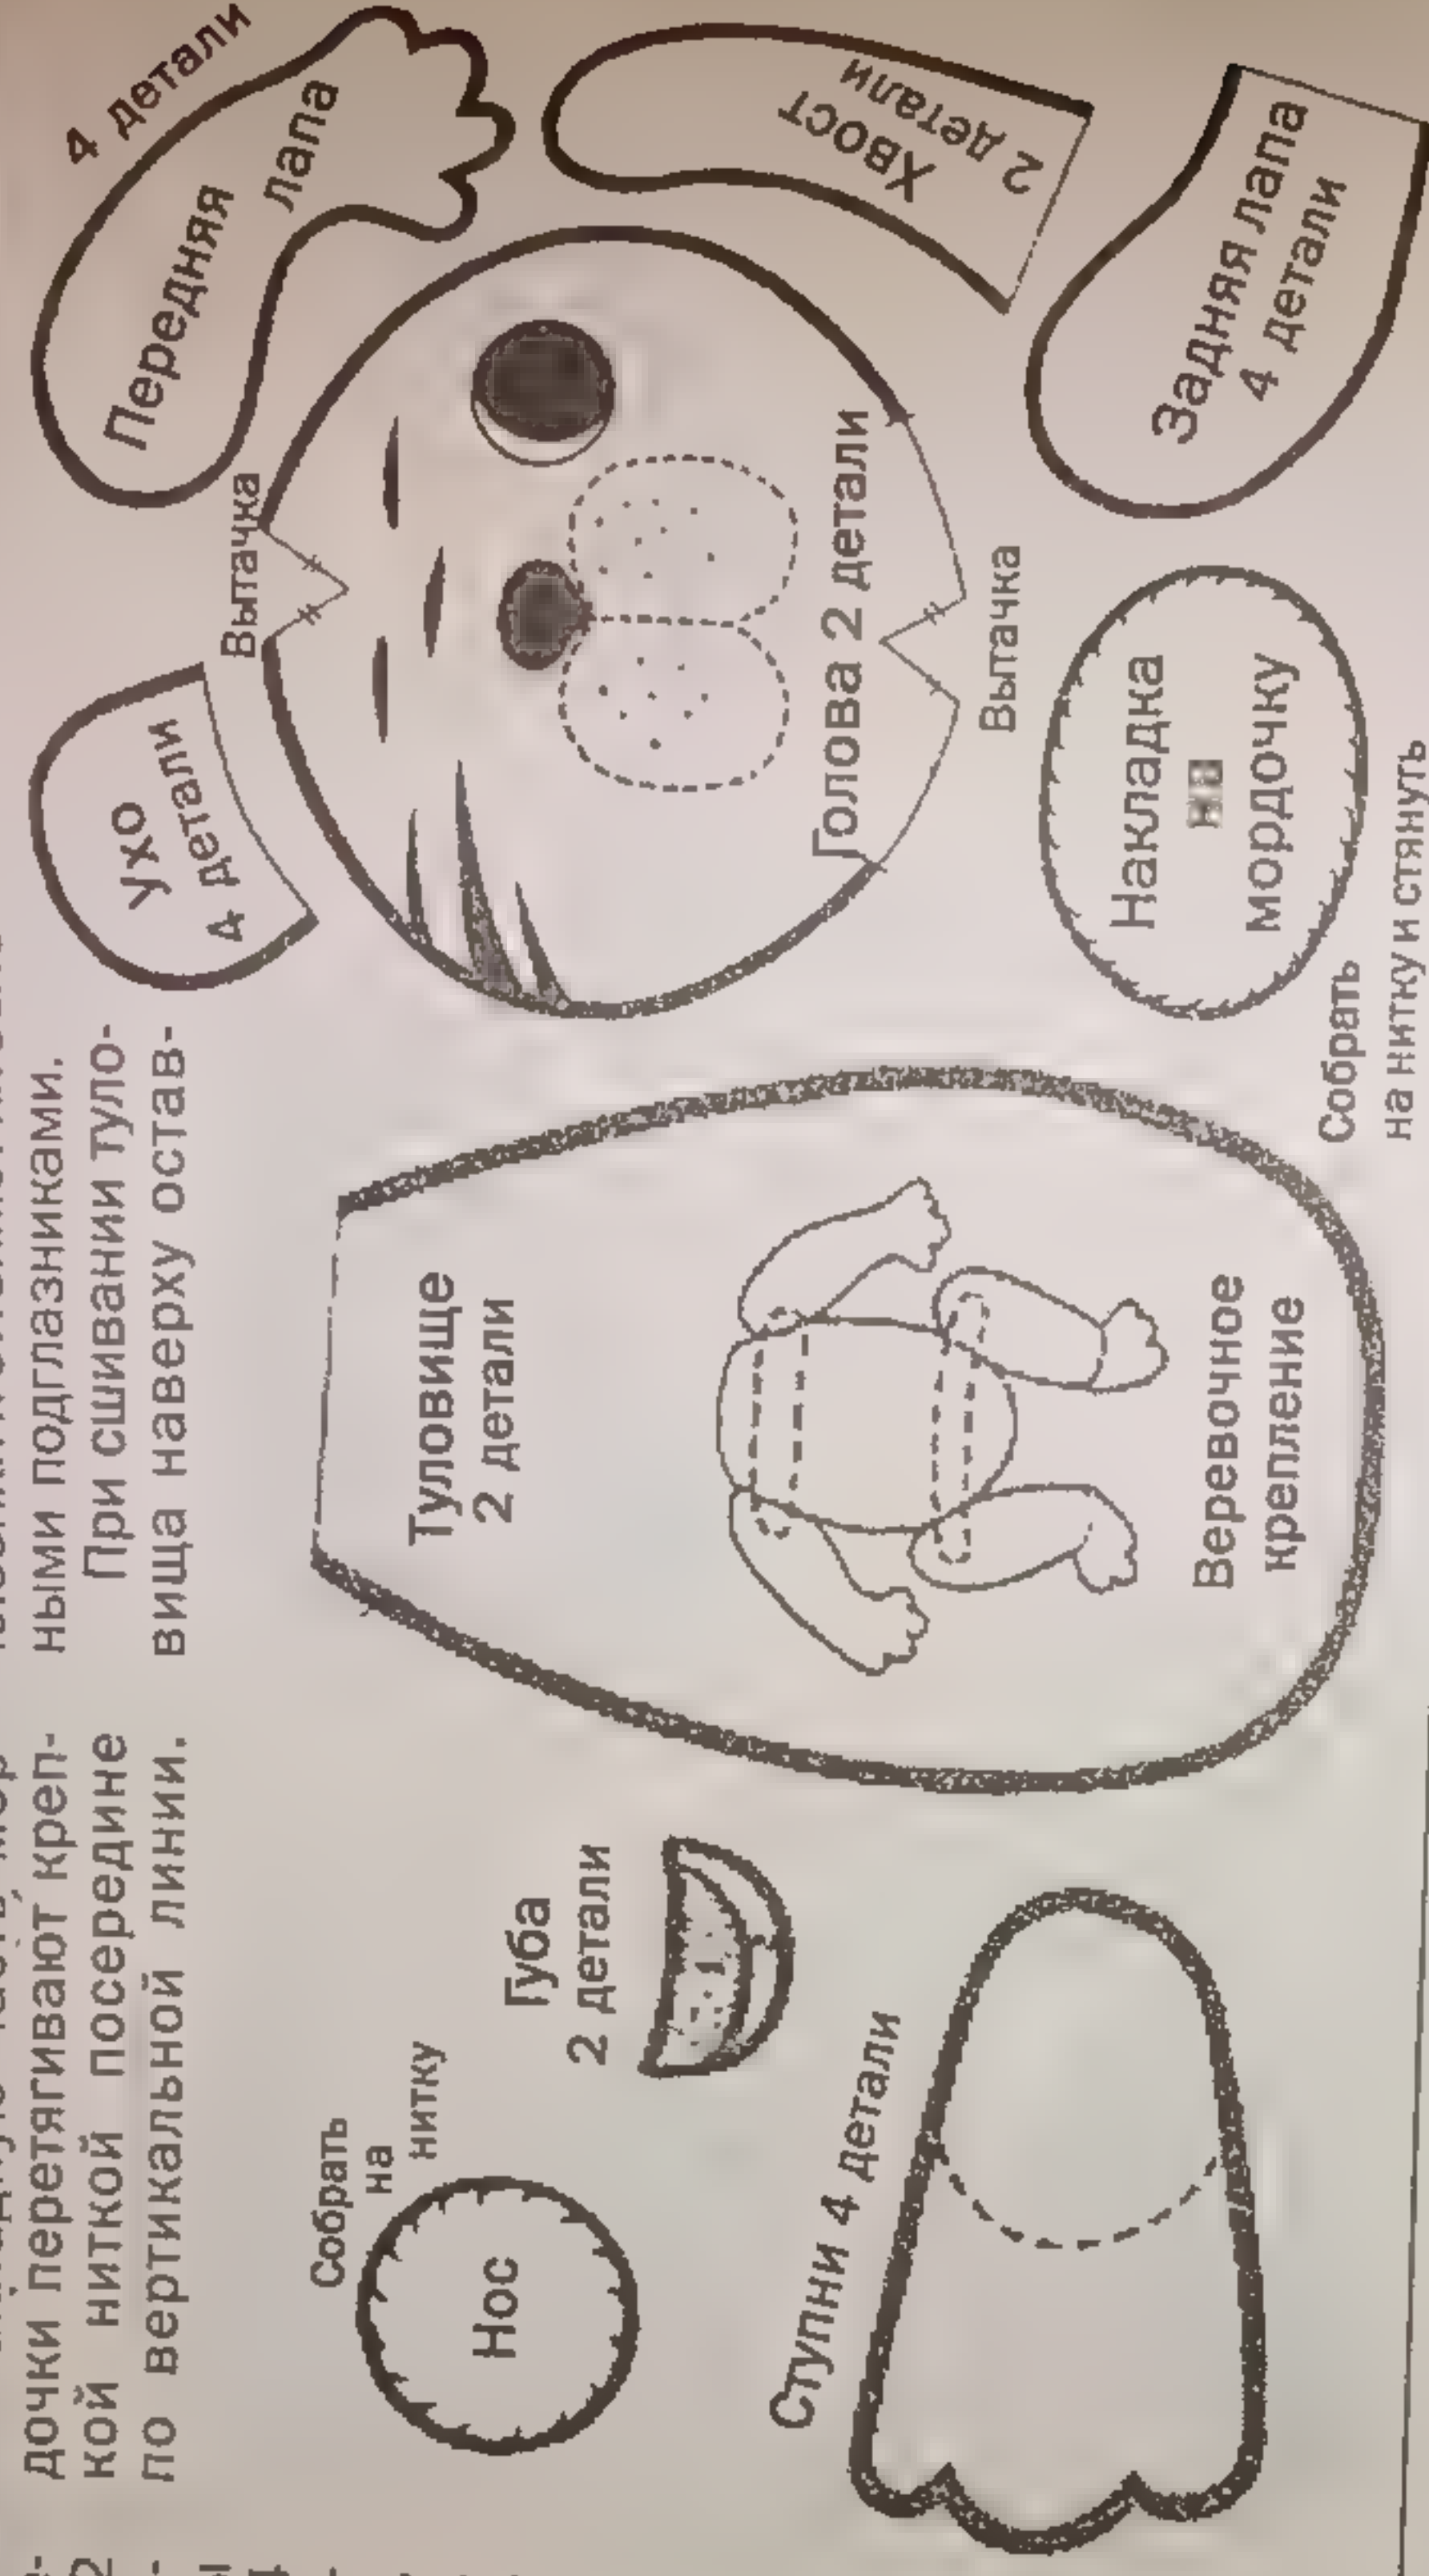 дочки перетягивают креп-
кой ниткой посередине
по вертикальной линии.
ными подглазниками.
При сшивании туло-
вища наверху остав-
4 детали
Передняя
лапа
Хвост
2 детали
Задняя лапа
4 детали
Ухо
4 детали
Вытачка
Голова 2 детали
Вытачка
Накладка
на
мордочку
Собрать
на нитку и стянуть
Туловище
2 детали
Веревочное
крепление
Губа
2 детали
Собрать
на
нитку
Нос
Ступни 4 детали